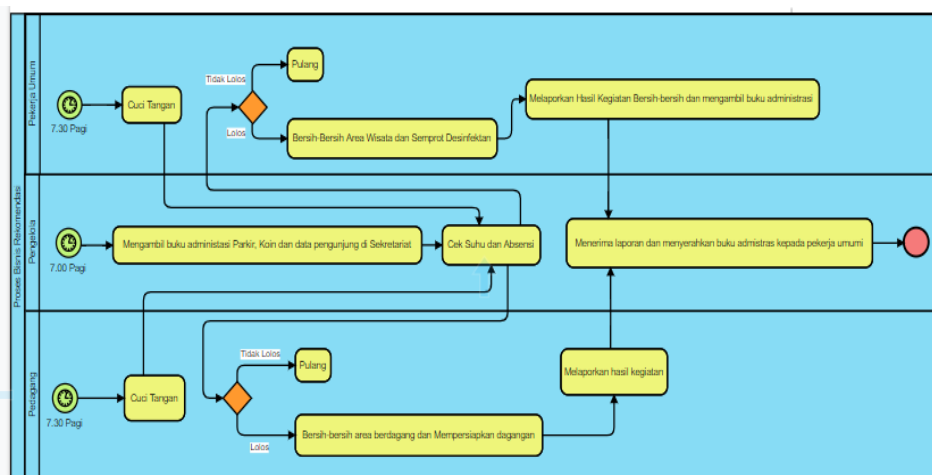 Proses Bisnis Rekomendasi
Pekerja Umum
7.30 Pagi
Cuci Tangan
Tidak Lolos
Pulang
Lolos
Bersih-Bersih Area Wisata dan Semprot Desinfektan
Melaporkan Hasil Kegiatan Bersih-bersih dan mengambil buku administrasi
Pengelola
7.00 Pagi
Mengambil buku administasi Parkir, Koin dan data pengunjung di Sekretariat
Cek Suhu dan Absensi
Menerima laporan dan menyerahkan buku admistras kepada pekerja umumi
Pedagang
7.30 Pagi
Cuci Tangan
Tidak Lolos
Pulang
Lolos
Bersih-bersih area berdagang dan Mempersiapkan dagangan
Melaporkan hasil kegiatan